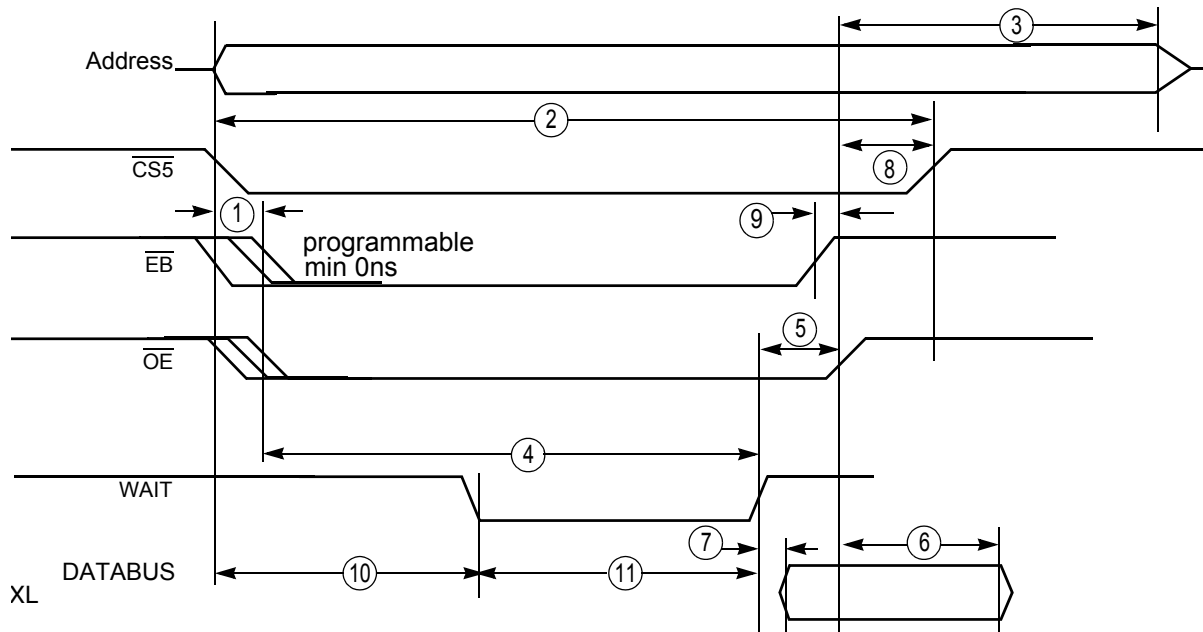 3
Address
2
CS5
8
1
9
programmable
min 0ns
EB
5
OE
4
WAIT
7
6
DATABUS
10
11
XL